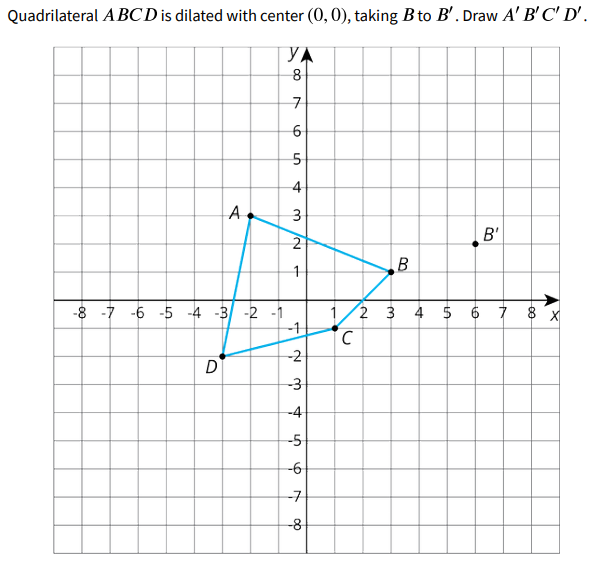 Quadrilateral ABCD is dilated with center (0, 0), taking B to B′. Draw A′ B′ C′ D′.
y
8
7
6
5
4
A 3
2 B'
1 B
-8 -7 -6 -5 -4 -3 -2 -1 1 2 3 4 5 6 7 8 x
-1 C
-2
D
-3
-4
-5
-6
-7
-8